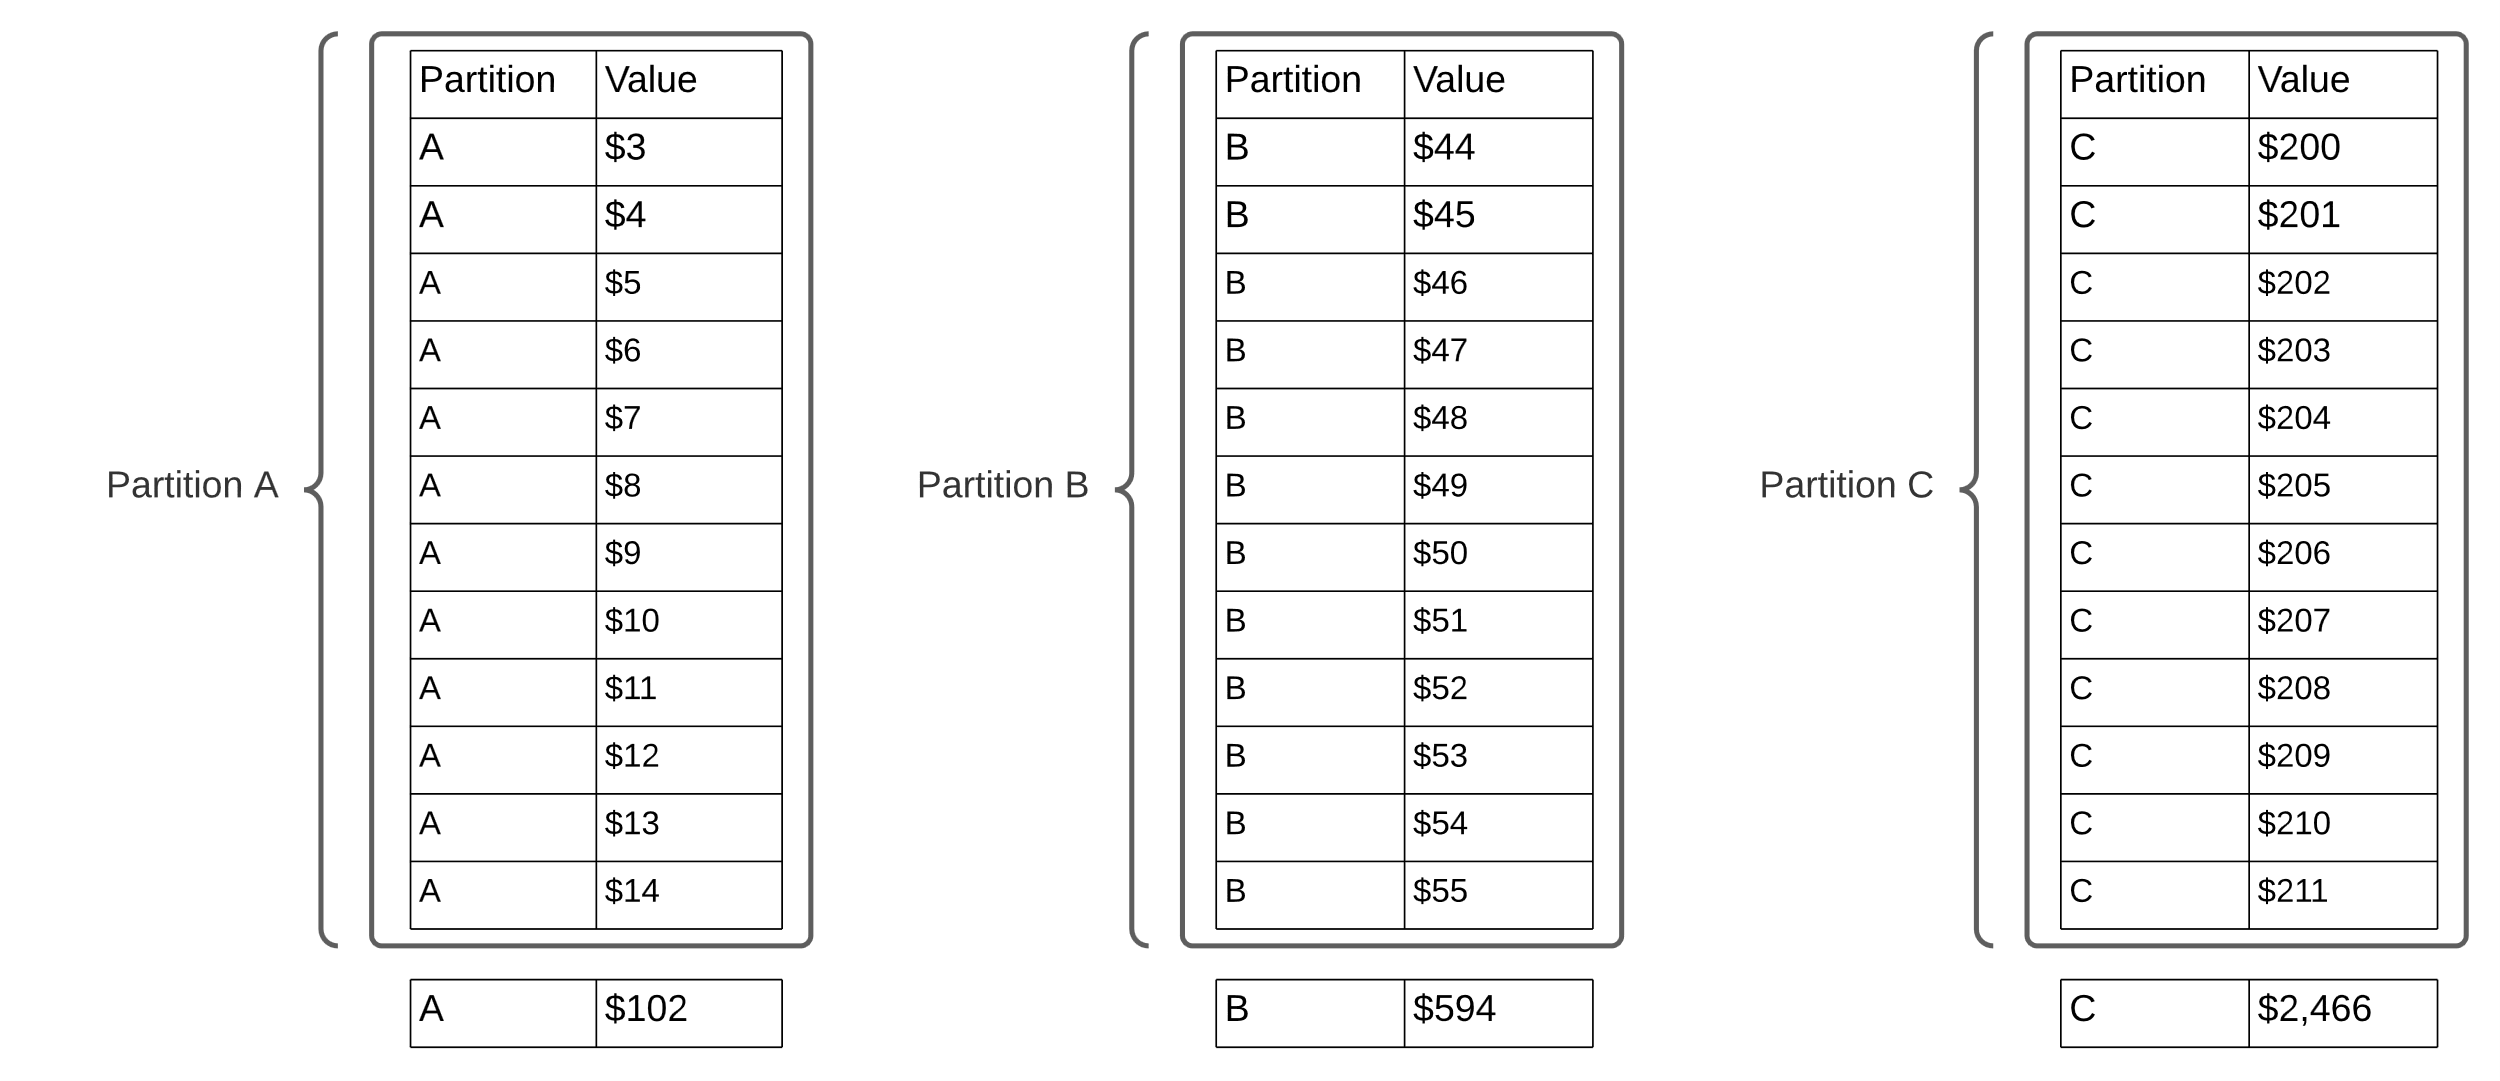 Partition A
Partition Value
A $3
A $4
A $5
A $6
A $7
A $8
A $9
A $10
A $11
A $12
A $13
A $14
A $102
Partition B
Partition Value
B $44
B $45
B $46
B $47
B $48
B $49
B $50
B $51
B $52
B $53
B $54
B $55
B $594
Partition C
Partition Value
C $200
C $201
C $202
C $203
C $204
C $205
C $206
C $207
C $208
C $209
C $210
C $211
C $2,466